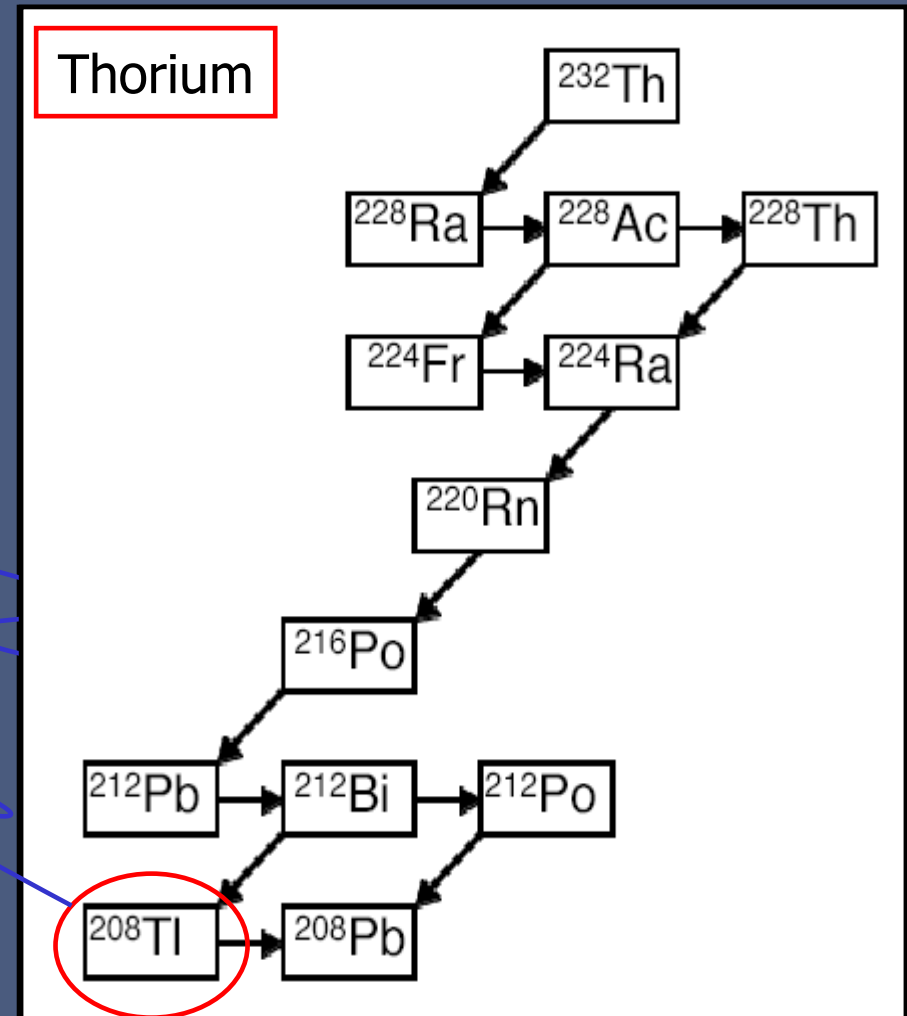 Thorium
²³²Th
²²⁸Ra ²²⁸Ac ²²⁸Th
²²⁴Fr ²²⁴Ra
²²⁰Rn
²¹⁶Po
²¹²Pb ²¹²Bi ²¹²Po
²⁰⁸Tl ²⁰⁸Pb